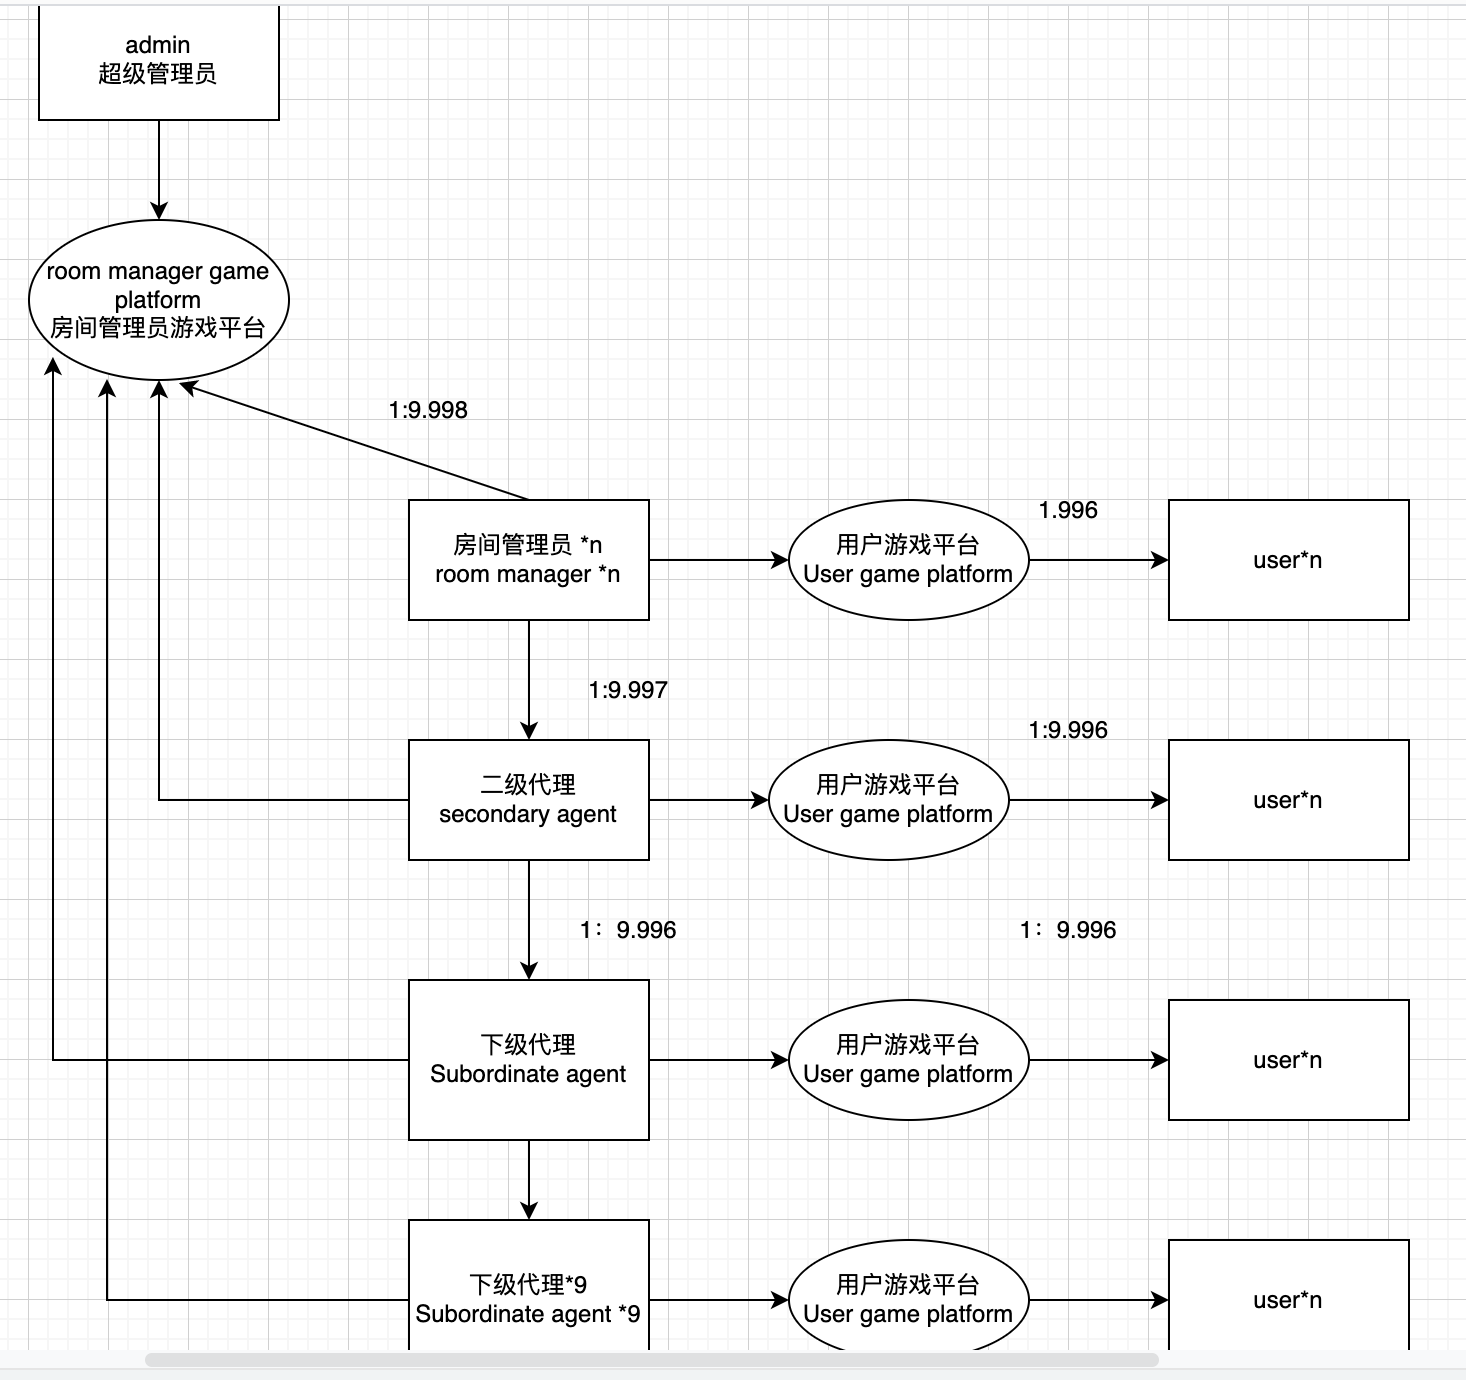 admin
超级管理员
room manager game
platform
房间管理员游戏平台
1:9.998
房间管理员 *n
room manager *n
用户游戏平台
User game platform
1.996
user*n
1:9.997
二级代理
secondary agent
用户游戏平台
User game platform
1:9.996
user*n
1：9.996
1：9.996
下级代理
Subordinate agent
用户游戏平台
User game platform
user*n
下级代理*9
Subordinate agent *9
用户游戏平台
User game platform
user*n